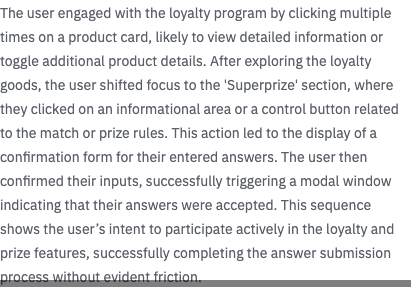 The user engaged with the loyalty program by clicking multiple
times on a product card, likely to view detailed information or
toggle additional product details. After exploring the loyalty
goods, the user shifted focus to the 'Superprize' section, where
they clicked on an informational area or a control button related
to the match or prize rules. This action led to the display of a
confirmation form for their entered answers. The user then
confirmed their inputs, successfully triggering a modal window
indicating that their answers were accepted. This sequence
shows the user’s intent to participate actively in the loyalty and
prize features, successfully completing the answer submission
process without evident friction.